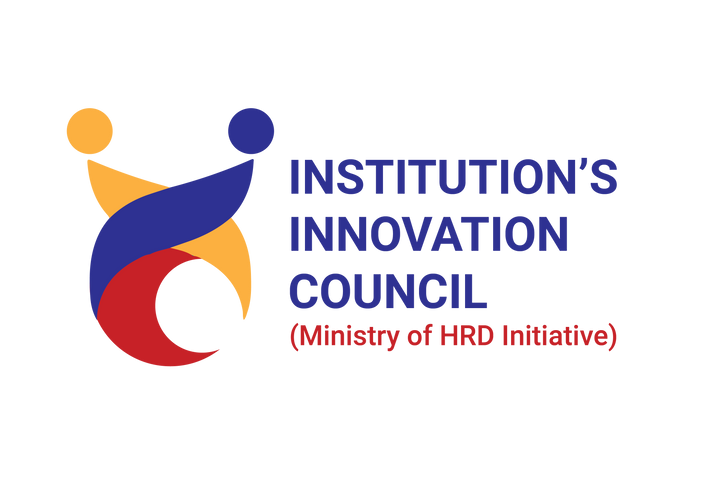 INSTITUTION’S
INNOVATION
COUNCIL
(Ministry of HRD Initiative)